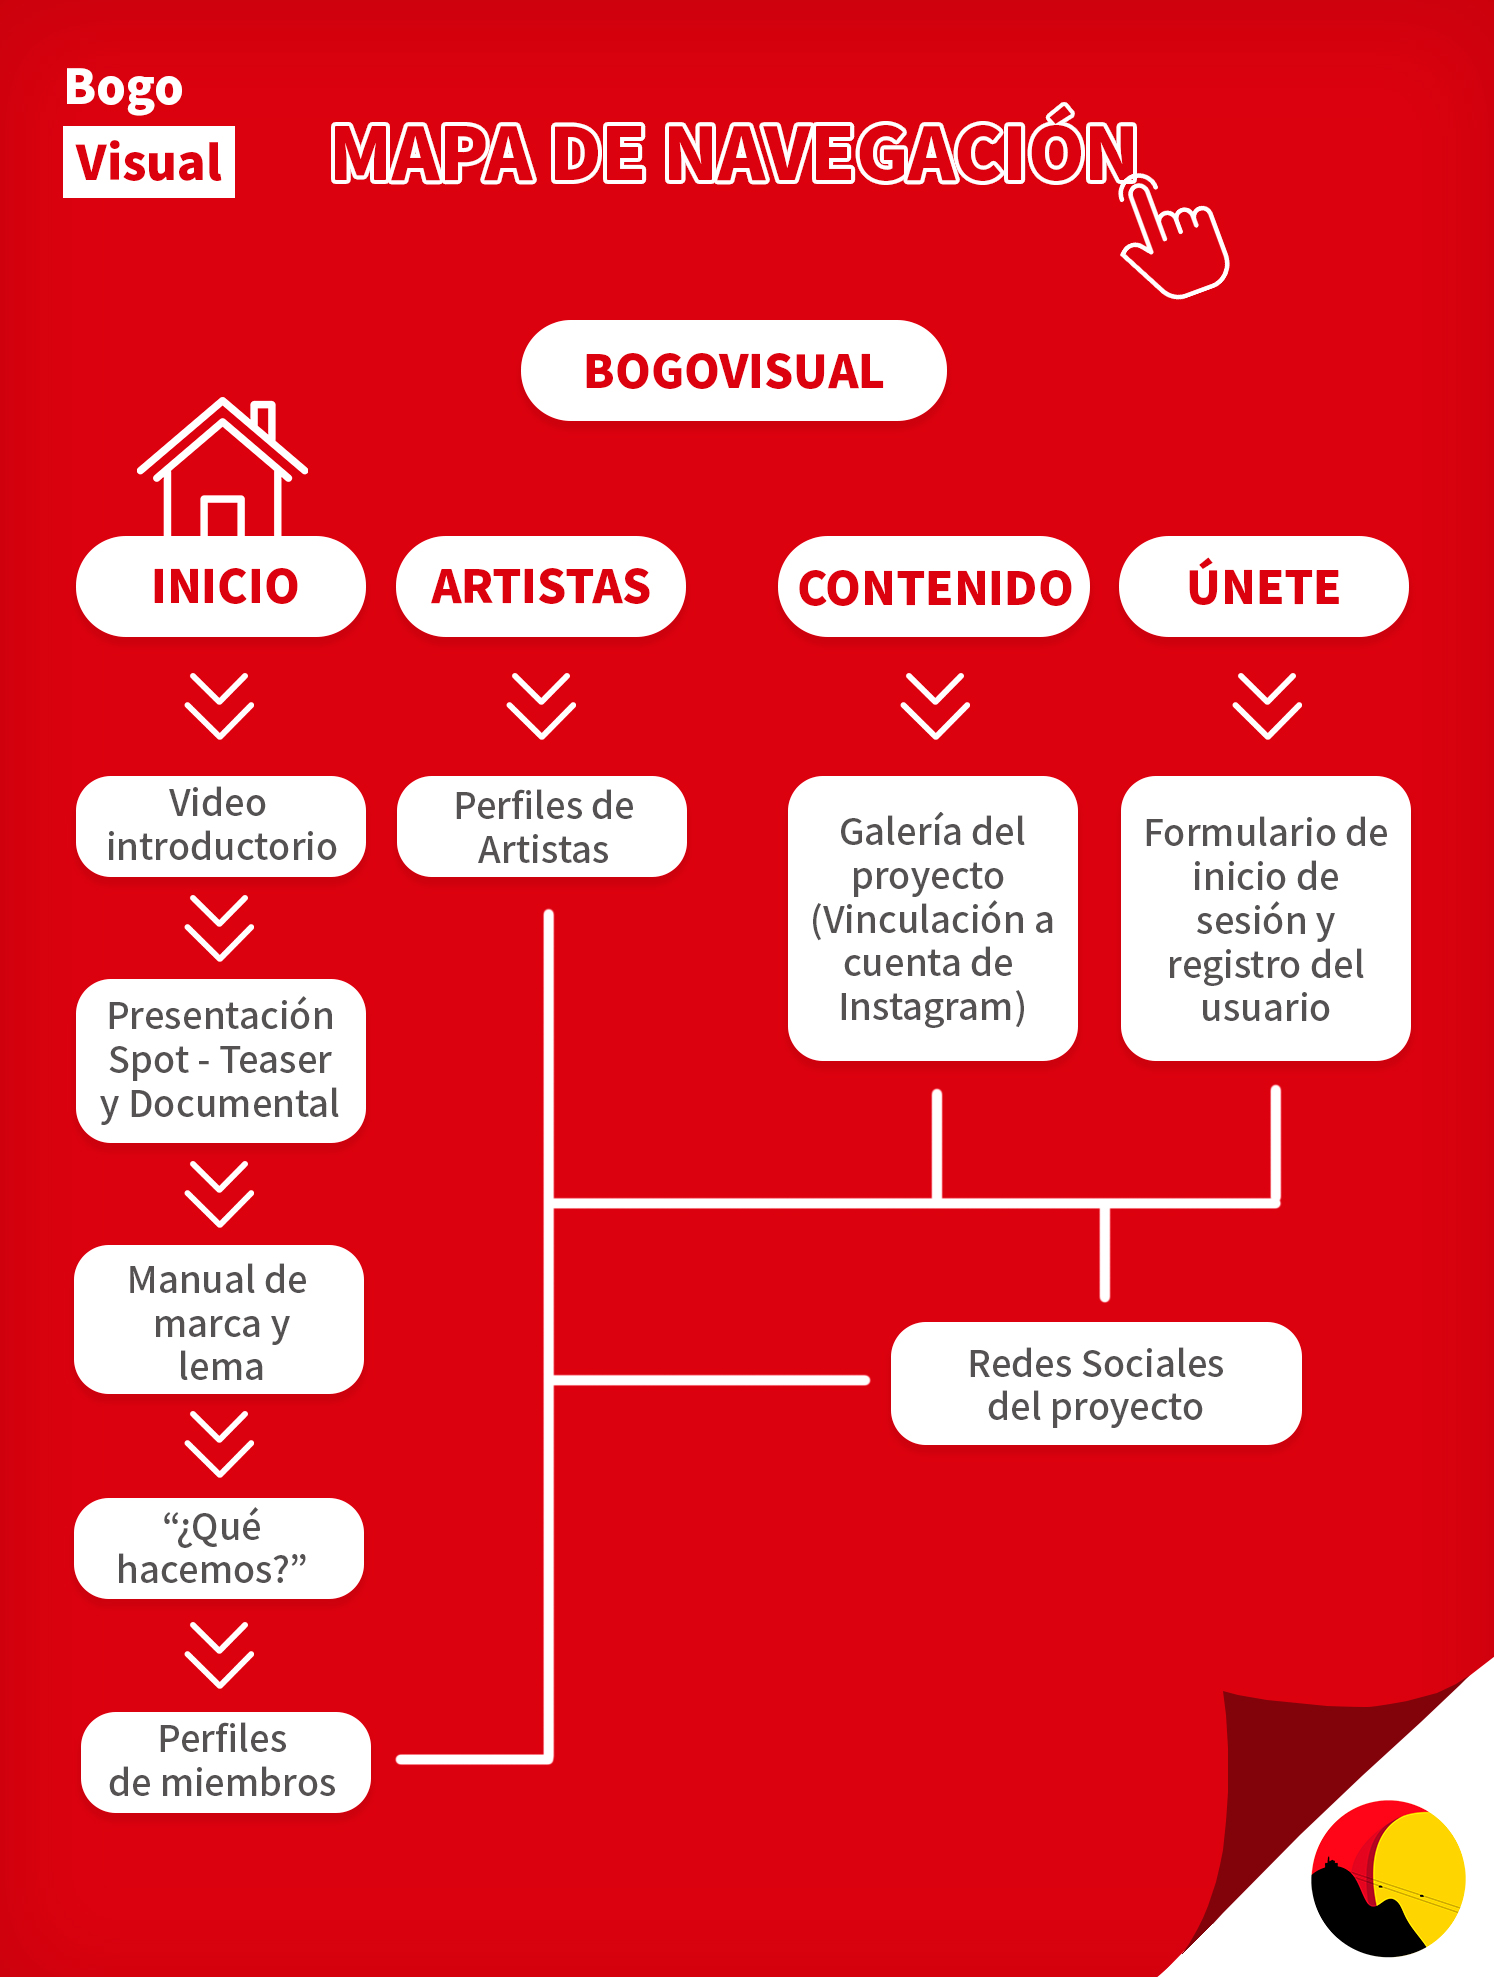 Bogo
Visual
MAPA DE NAVEGACIÓN
BOGOVISUAL
INICIO
ARTISTAS
CONTENIDO
ÚNETE
Video
introductorio
Presentación
Spot - Teaser
y Documental
Manual de
marca y
lema
“¿Qué
hacemos?”
Perfiles
de miembros
Perfiles de
Artistas
Galería del
proyecto
(Vinculación a
cuenta de
Instagram)
Formulario de
inicio de
sesión y
registro del
usuario
Redes Sociales
del proyecto